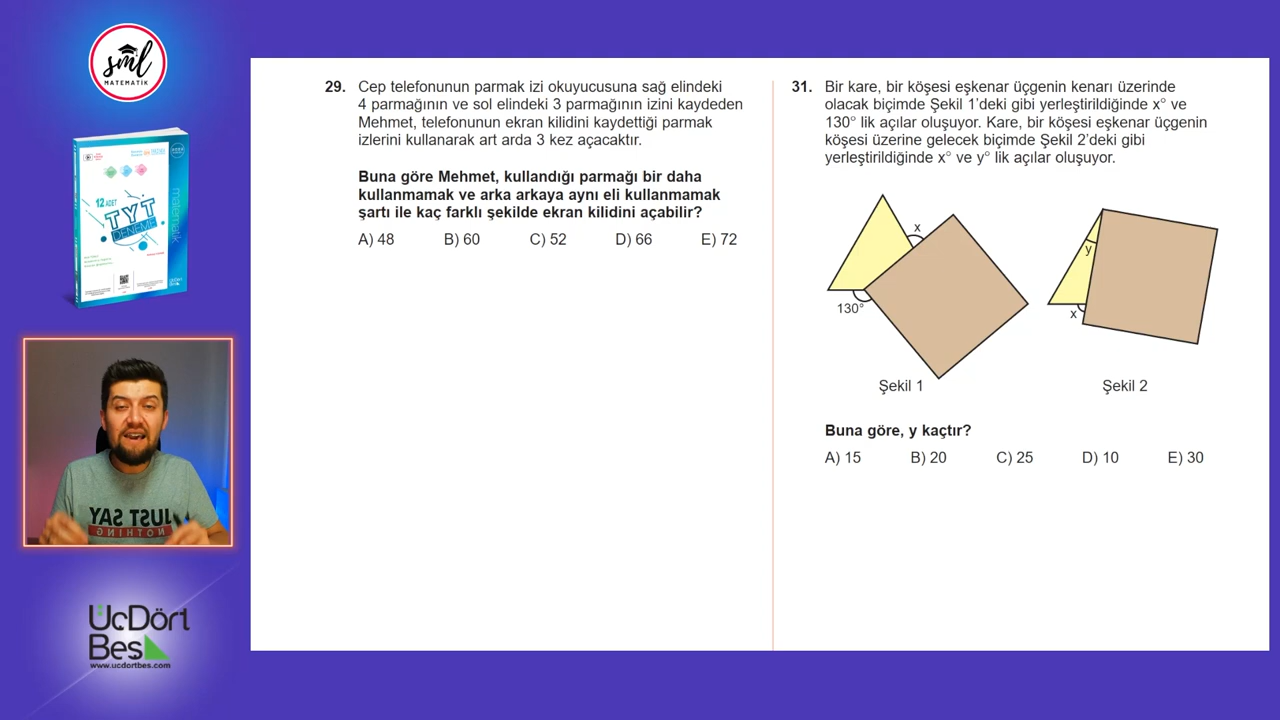 sml
MATEMATİK
12 ADET
TYT
DENEME
matematik
JUST SAY
NOTHING
ÜçDört
Beş
www.ucdortbes.com
29. Cep telefonunun parmak izi okuyucusuna sağ elindeki
4 parmağının ve sol elindeki 3 parmağının izini kaydeden
Mehmet, telefonunun ekran kilidini kaydettiği parmak
izlerini kullanarak art arda 3 kez açacaktır.
Buna göre Mehmet, kullandığı parmağı bir daha
kullanmamak ve arka arkaya aynı eli kullanmamak
şartı ile kaç farklı şekilde ekran kilidini açabilir?
A) 48 B) 60 C) 52 D) 66 E) 72
31. Bir kare, bir köşesi eşkenar üçgenin kenarı üzerinde
olacak biçimde Şekil 1'deki gibi yerleştirildiğinde x° ve
130° lik açılar oluşuyor. Kare, bir köşesi eşkenar üçgenin
köşesi üzerine gelecek biçimde Şekil 2'deki gibi
yerleştirildiğinde x° ve y° lik açılar oluşuyor.
x
130°
Şekil 1
y
x
Şekil 2
Buna göre, y kaçtır?
A) 15 B) 20 C) 25 D) 10 E) 30